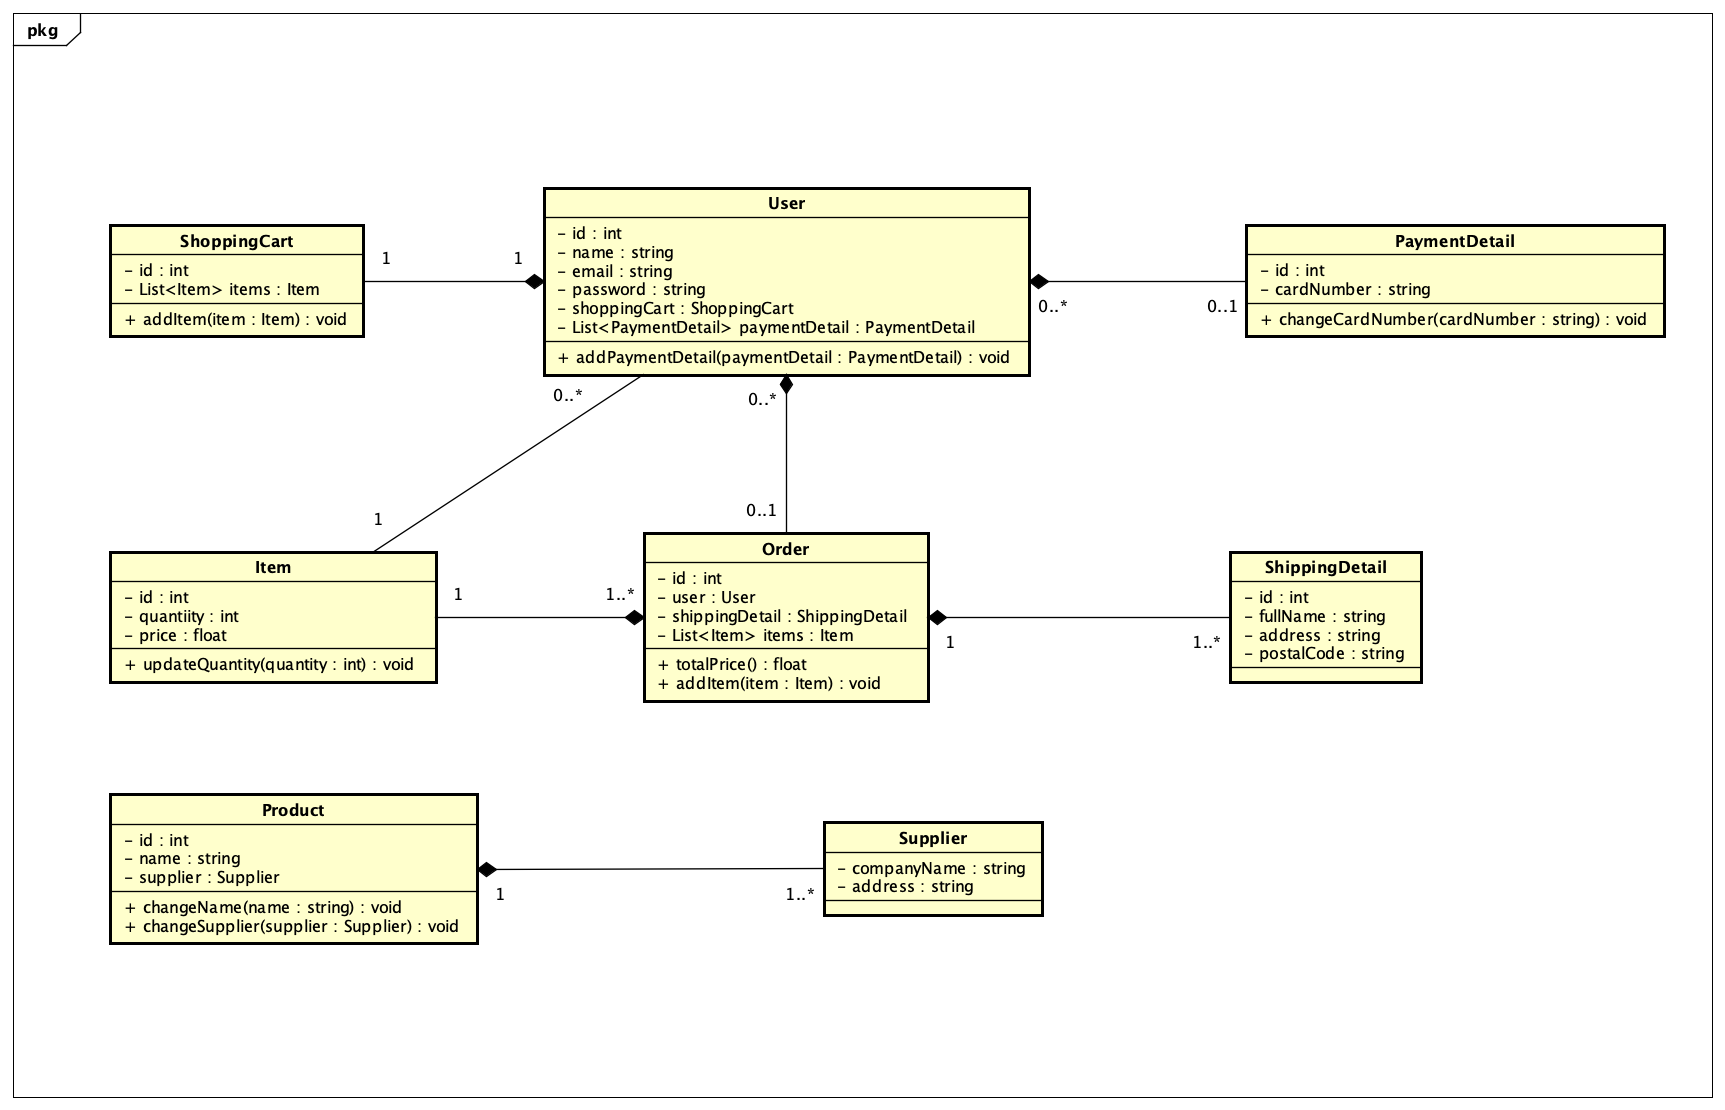 pkg
User
- id : int
- name : string
- email : string
- password : string
- shoppingCart : ShoppingCart
- List<PaymentDetail> paymentDetail : PaymentDetail
+ addPaymentDetail(paymentDetail : PaymentDetail) : void
ShoppingCart
- id : int
- List<Item> items : Item
+ addItem(item : Item) : void
1
1
PaymentDetail
- id : int
- cardNumber : string
+ changeCardNumber(cardNumber : string) : void
0..*
0..1
0..*
0..*
1
0..1
Item
- id : int
- quantiity : int
- price : float
+ updateQuantity(quantity : int) : void
1
1..*
Order
- id : int
- user : User
- shippingDetail : ShippingDetail
- List<Item> items : Item
+ totalPrice() : float
+ addItem(item : Item) : void
1
1..*
ShippingDetail
- id : int
- fullName : string
- address : string
- postalCode : string
Product
- id : int
- name : string
- supplier : Supplier
+ changeName(name : string) : void
+ changeSupplier(supplier : Supplier) : void
1
1..*
Supplier
- companyName : string
- address : string